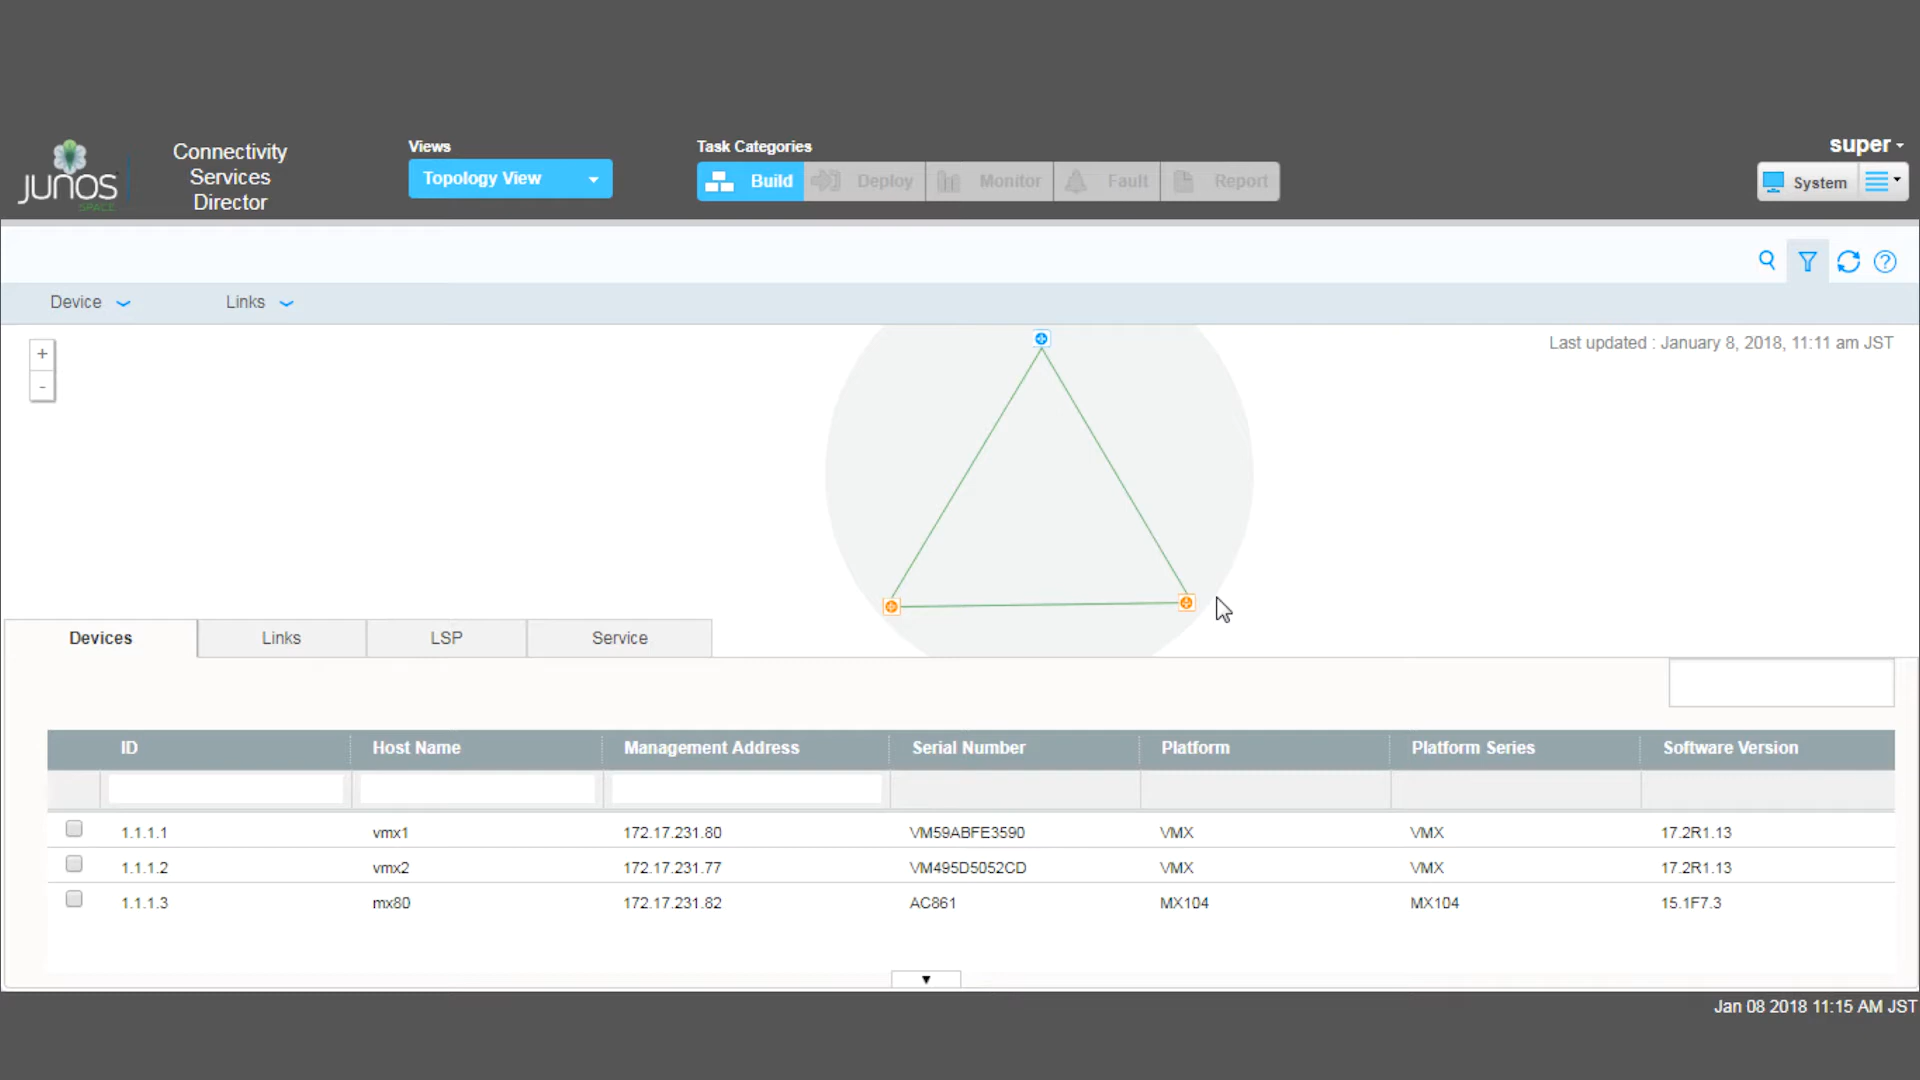 JUNOS
SPACE
Connectivity
Services
Director
Views
Topology View
Task Categories
Build
Deploy
Monitor
Fault
Report
super
System
Device
Links
+
-
Last updated : January 8, 2018, 11:11 am JST
Devices
Links
LSP
Service
ID Host Name Management Address Serial Number Platform Platform Series Software Version
1.1.1.1 vmx1 172.17.231.80 VM59ABFE3590 VMX VMX 17.2R1.13
1.1.1.2 vmx2 172.17.231.77 VM495D5052CD VMX VMX 17.2R1.13
1.1.1.3 mx80 172.17.231.82 AC861 MX104 MX104 15.1F7.3
Jan 08 2018 11:15 AM JST